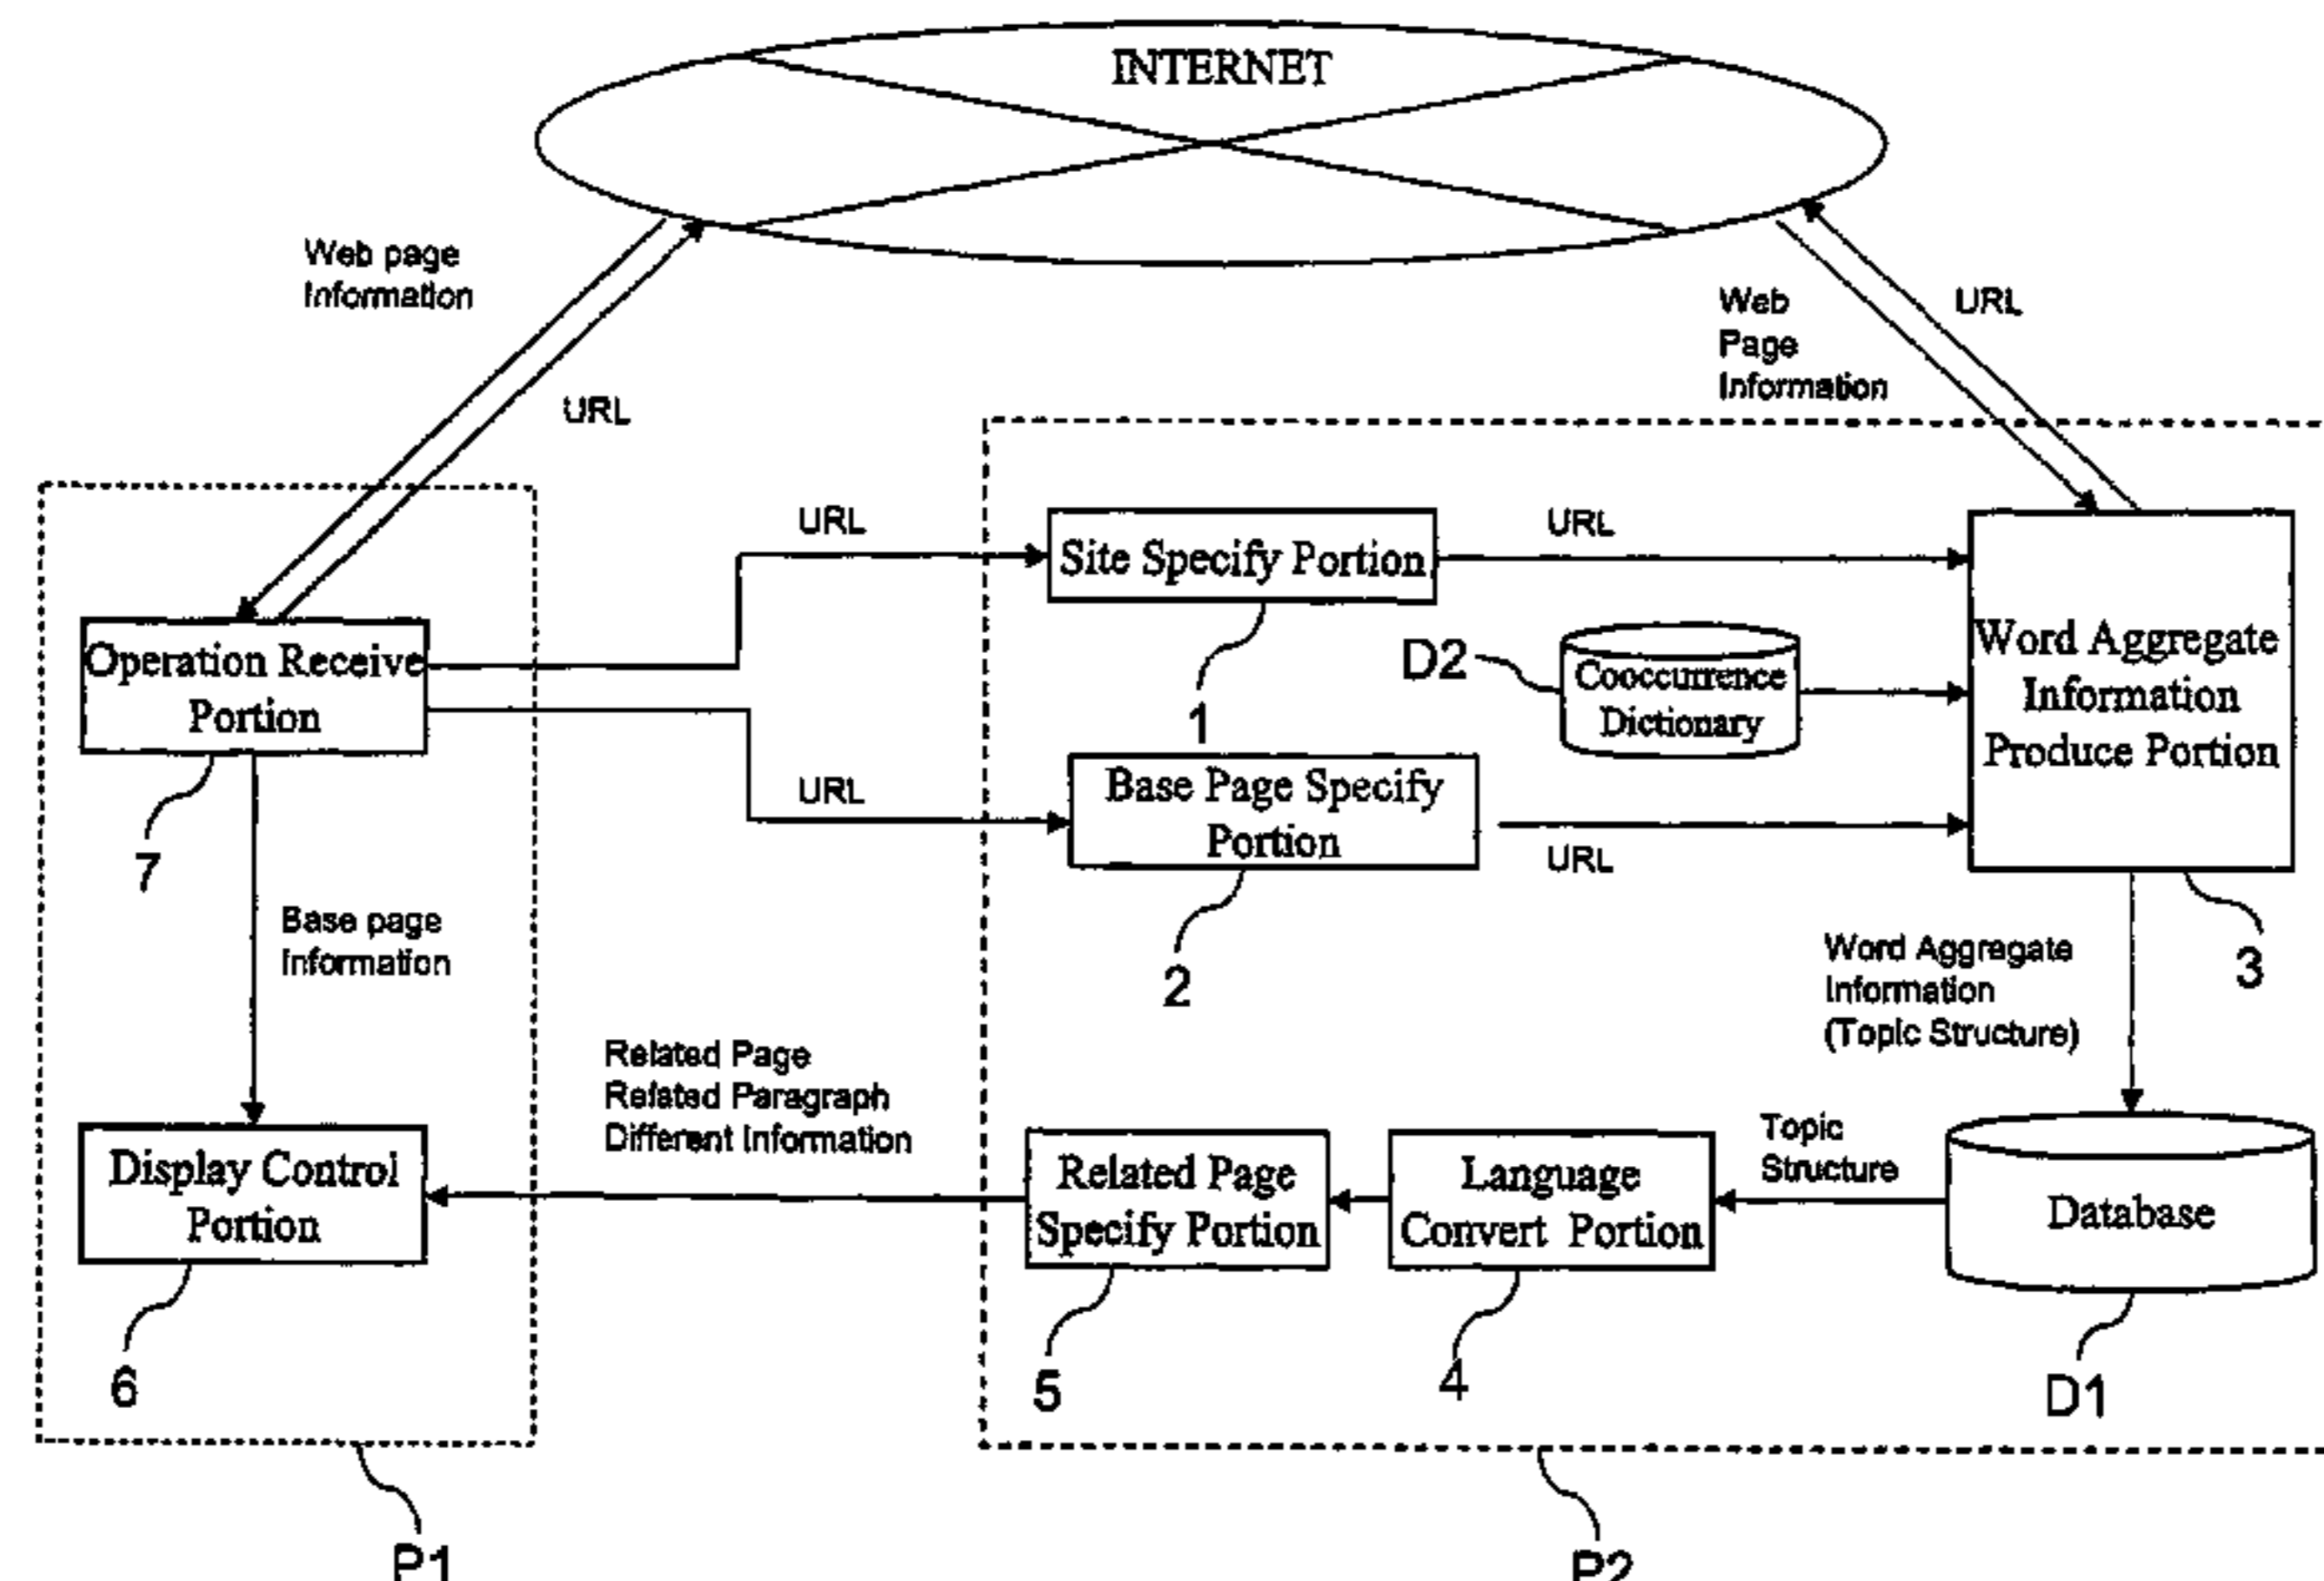 INTERNET
Web page
Information
URL
Web
Page
Information
URL
URL
Site Specify Portion
URL
1
Operation Receive
Portion
7
D2
Cooccurrence
Dictionary
Word Aggregate
Information
Produce Portion
3
URL
Base Page Specify
Portion
URL
2
Base page
Information
Word Aggregate
Information
(Topic Structure)
Related Page
Related Paragraph
Different Information
Display Control
Portion
6
Related Page
Specify Portion
5
Language
Convert Portion
4
Topic
Structure
Database
D1
P1
P2